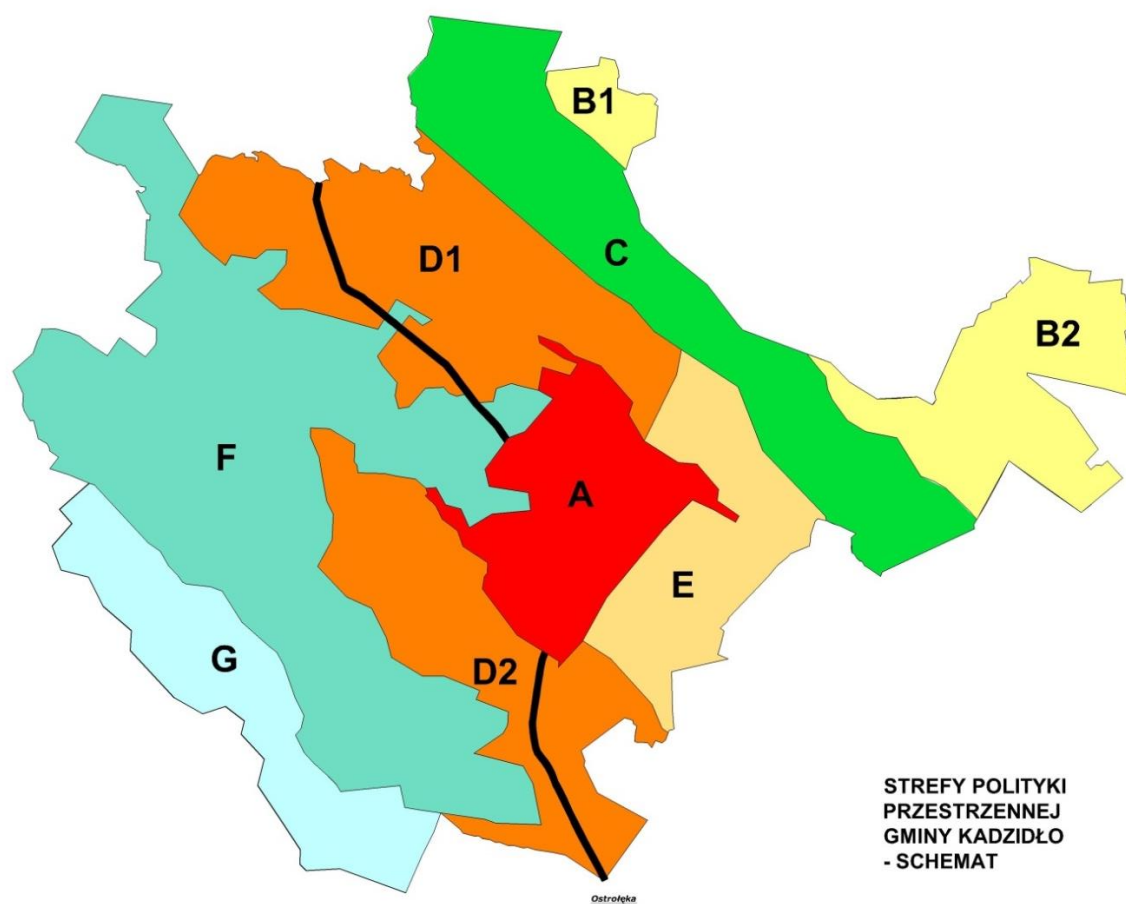 B1
C
D1
B2
F
A
E
G
D2
STREFY POLITYKI
PRZESTRZENNEJ
GMINY KADZIDŁO
- SCHEMAT
Ostrołęka